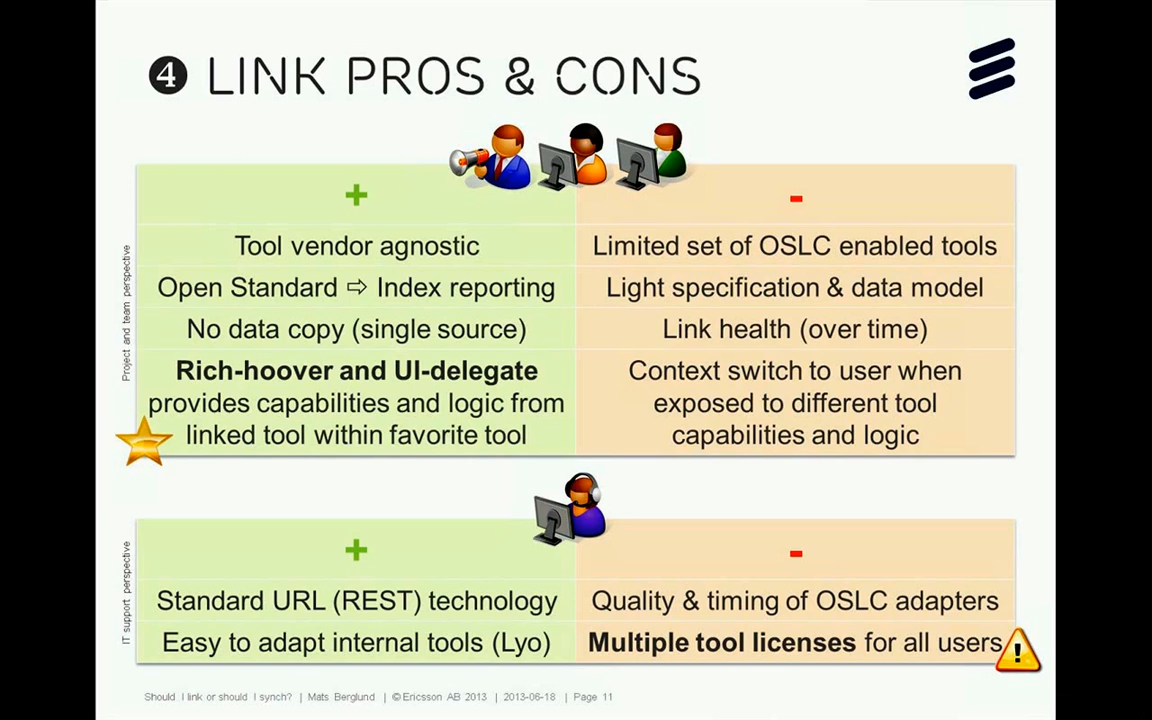 ❹ LINK PROS & CONS
+
-
Project and team perspective
Tool vendor agnostic
Limited set of OSLC enabled tools
Open Standard ⇨ Index reporting
Light specification & data model
No data copy (single source)
Link health (over time)
Rich-hoover and UI-delegate
provides capabilities and logic from
linked tool within favorite tool
Context switch to user when
exposed to different tool
capabilities and logic
+
-
IT support perspective
Standard URL (REST) technology
Quality & timing of OSLC adapters
Easy to adapt internal tools (Lyo)
Multiple tool licenses for all users
!
Should I link or should I synch? | Mats Berglund | © Ericsson AB 2013 | 2013-06-18 | Page 11